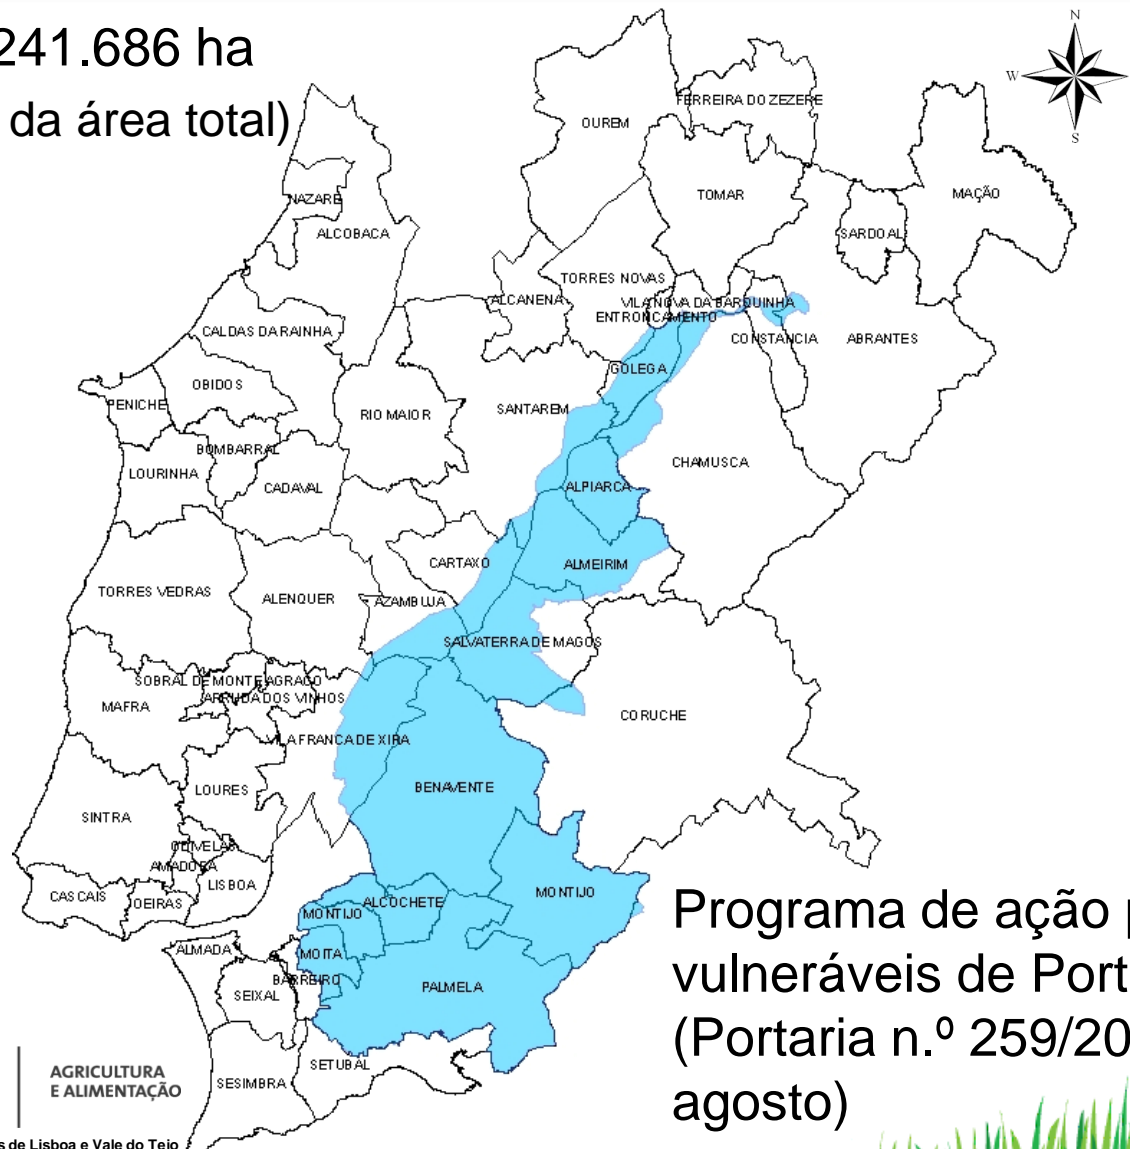 241.686 ha
da área total)
N
W
S
FERREIRA DO ZEZERE
OUREM
TOMAR
MAÇÃO
NAZARE
ALCOBACA
SARDOAL
TORRES NOVAS
ALCANENA
VILA NOVA DA BARQUINHA
ENTRONCAMENTO
CALDAS DA RAINHA
CONSTANCIA
ABRANTES
GOLEGA
OBIDOS
PENICHE
RIO MAIOR
SANTAREM
BOMBARRAL
CHAMUSCA
LOURINHA
CADAVAL
ALPIARCA
CARTAXO
ALMEIRIM
TORRES VEDRAS
ALENQUER
AZAMBUJA
SALVATERRA DE MAGOS
SOBRAL DE MONTE AGRACO
ARRUDA DOS VINHOS
MAFRA
CORUCHE
VILA FRANCA DE XIRA
LOURES
BENAVENTE
SINTRA
ODIVELAS
AMADORA
LISBOA
CASCAIS
OEIRAS
MONTIJO
ALCOCHETE
MONTIJO
ALMADA
MOITA
BARREIRO
SEIXAL
PALMELA
SETUBAL
SESIMBRA
Programa de ação p
vulneráveis de Port
(Portaria n.º 259/20
agosto)
AGRICULTURA
E ALIMENTAÇÃO
s de Lisboa e Vale do Tejo